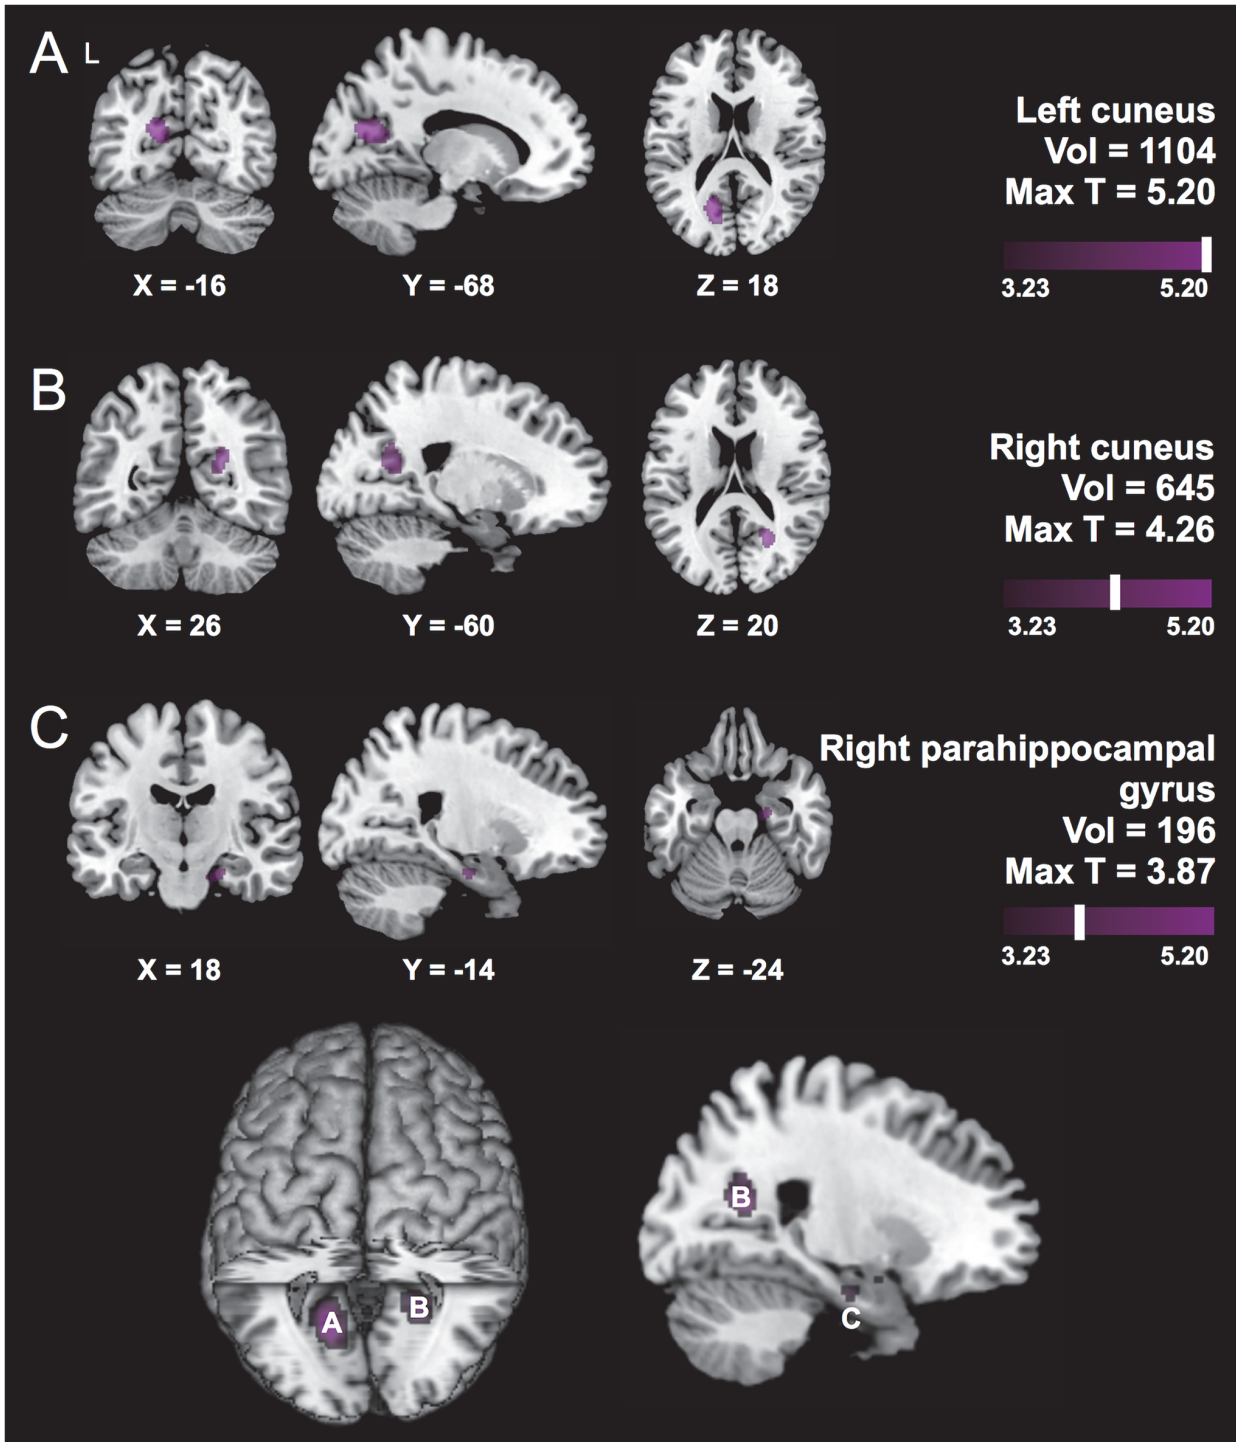 A L
Left cuneus
Vol = 1104
Max T = 5.20
3.23 5.20
X = -16 Y = -68 Z = 18
B
Right cuneus
Vol = 645
Max T = 4.26
3.23 5.20
X = 26 Y = -60 Z = 20
C
Right parahippocampal
gyrus
Vol = 196
Max T = 3.87
3.23 5.20
X = 18 Y = -14 Z = -24
B
A B
C